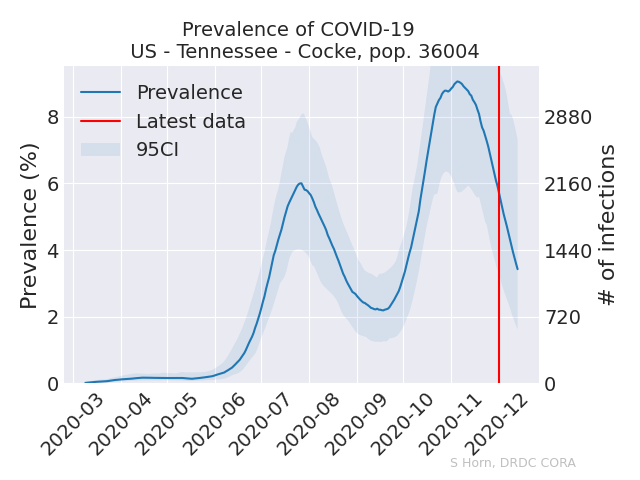 Prevalence of COVID-19
US - Tennessee - Cocke, pop. 36004
Prevalence
Latest data
95CI
Prevalence (%)
8
6
4
2
0
2880
2160
1440
720
0
# of infections
2020-03
2020-04
2020-05
2020-06
2020-07
2020-08
2020-09
2020-10
2020-11
2020-12
S Horn, DRDC CORA